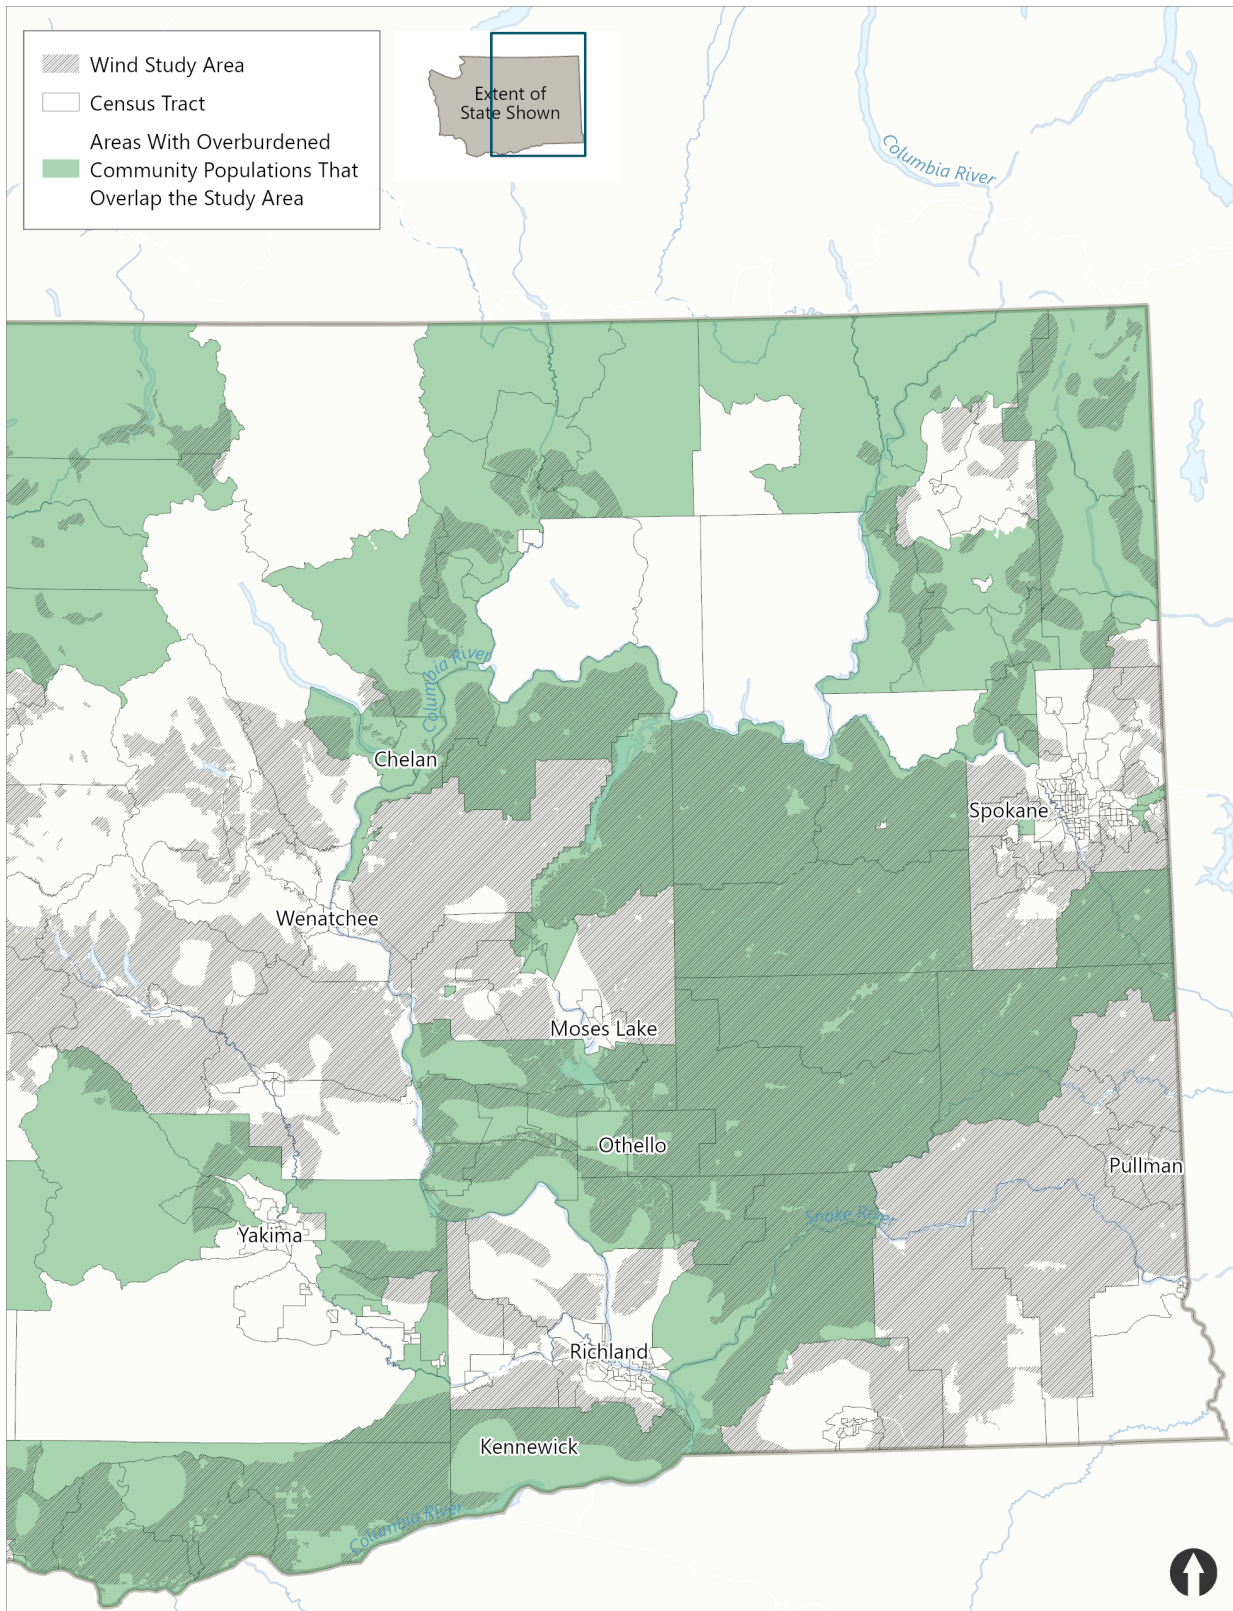 Wind Study Area
Census Tract
Areas With Overburdened
Community Populations That
Overlap the Study Area
Extent of
State Shown
Columbia River
Columbia River
Chelan
Spokane
Wenatchee
Moses Lake
Othello
Pullman
Snake River
Yakima
Richland
Kennewick
Columbia River